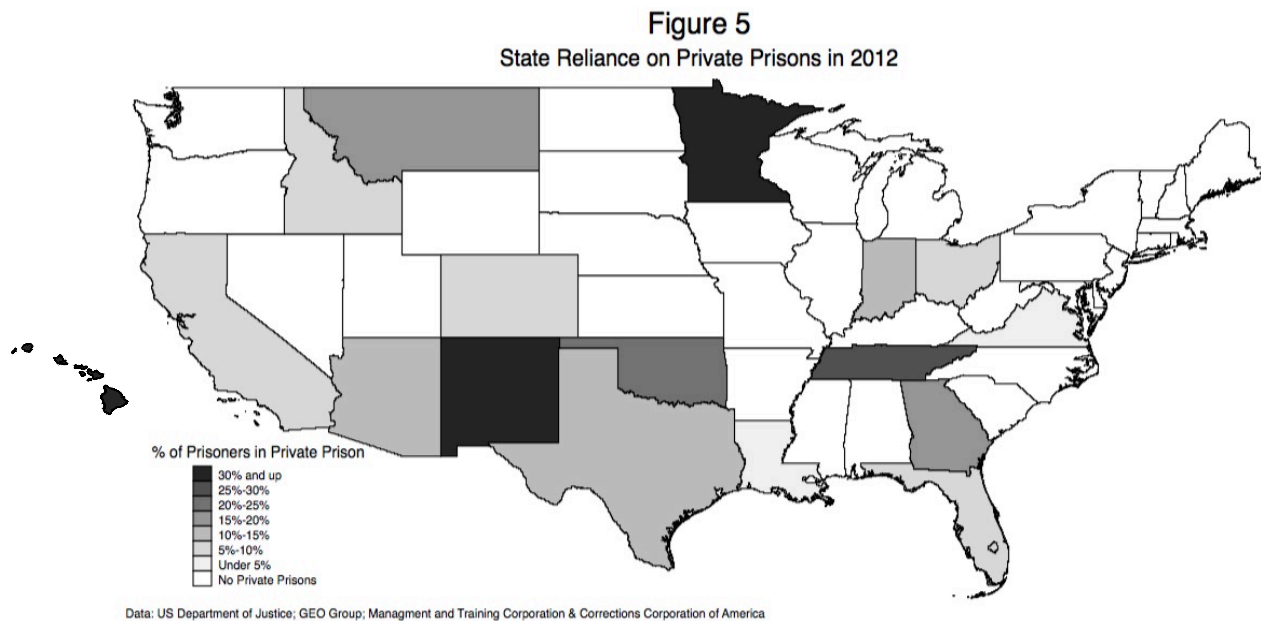 Figure 5
State Reliance on Private Prisons in 2012
% of Prisoners in Private Prison
30% and up
25%-30%
20%-25%
15%-20%
10%-15%
5%-10%
Under 5%
No Private Prisons
Data: US Department of Justice; GEO Group; Managment and Training Corporation & Corrections Corporation of America